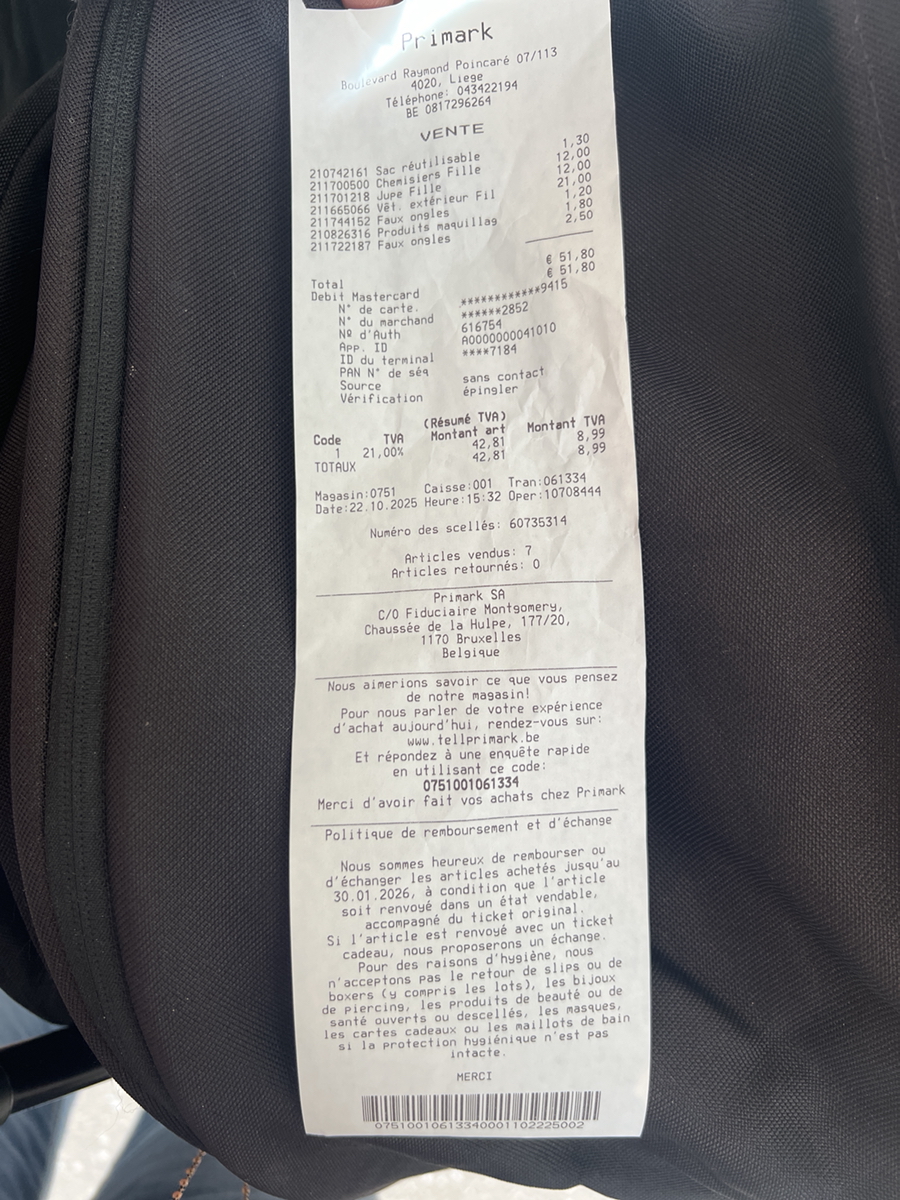 Primark
Boulevard Raymond Poincaré 07/113
4020, Liege
Téléphone: 043422194
BE 0817296264
VENTE
210742161 Sac réutilisable 1,30
211700500 Chemisiers Fille 12,00
211701218 Jupe Fille 12,00
211665066 Vêt. extérieur Fil 21,00
211744152 Faux ongles 1,20
210826316 Produits maquillag 1,80
211722187 Faux ongles 2,50
Total € 51,80
Debit Mastercard € 51,80
N° de carte. ************9415
N° du marchand ******2852
Nº d'Auth 616754
App. ID A0000000041010
ID du terminal ****7184
PAN N° de séq
Source sans contact
Vérification épingler
(Résumé TVA)
Code TVA Montant art Montant TVA
1 21,00% 42,81 8,99
TOTAUX 42,81 8,99
Magasin:0751 Caisse:001 Tran:061334
Date:22.10.2025 Heure:15:32 Oper:10708444
Numéro des scellés: 60735314
Articles vendus: 7
Articles retournés: 0
Primark SA
C/O Fiduciaire Montgomery,
Chaussée de la Hulpe, 177/20,
1170 Bruxelles
Belgique
Nous aimerions savoir ce que vous pensez
de notre magasin!
Pour nous parler de votre expérience
d'achat aujourd'hui, rendez-vous sur:
www.tellprimark.be
Et répondez à une enquête rapide
en utilisant ce code:
0751001061334
Merci d'avoir fait vos achats chez Primark
Politique de remboursement et d'échange
Nous sommes heureux de rembourser ou
d'échanger les articles achetés jusqu'au
30.01.2026, à condition que l'article
soit renvoyé dans un état vendable,
accompagné du ticket original.
Si l'article est renvoyé avec un ticket
cadeau, nous proposerons un échange.
Pour des raisons d'hygiène, nous
n'acceptons pas le retour de slips ou de
boxers (y compris les lots), les bijoux
de piercing, les produits de beauté ou de
santé ouverts ou descellés, les masques,
les cartes cadeaux ou les maillots de bain
si la protection hygiénique n'est pas
intacte.
MERCI
07510010613340001102225002